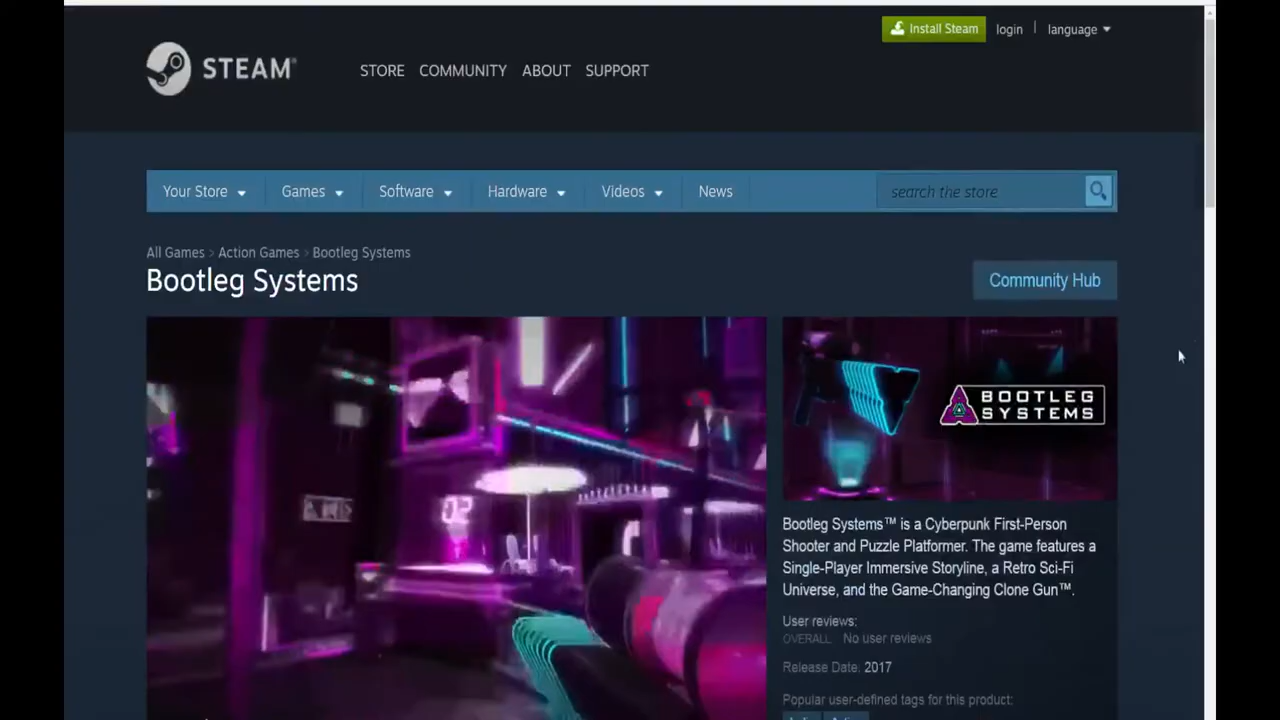 Install Steam login language
STEAM
STORE COMMUNITY ABOUT SUPPORT
Your Store Games Software Hardware Videos News search the store
All Games > Action Games > Bootleg Systems
Bootleg Systems
Community Hub
BOOTLEG
SYSTEMS
02
Bootleg Systems™ is a Cyberpunk First-Person
Shooter and Puzzle Platformer. The game features a
Single-Player Immersive Storyline, a Retro Sci-Fi
Universe, and the Game-Changing Clone Gun™.
User reviews:
OVERALL No user reviews
Release Date: 2017
Popular user-defined tags for this product: